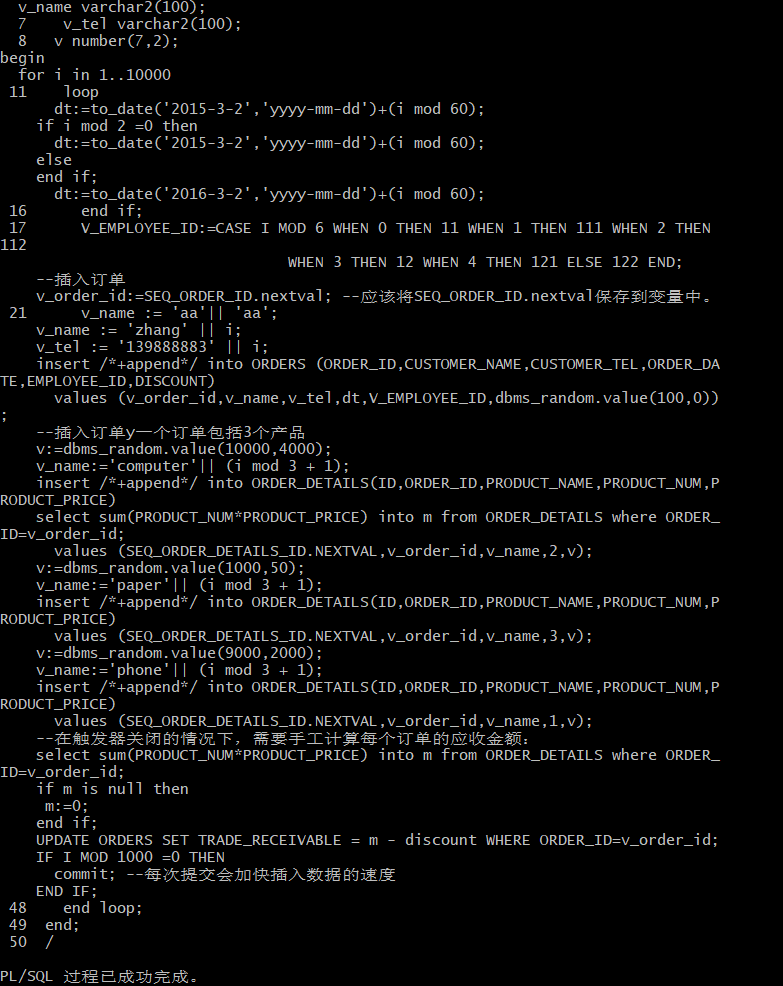 v_name varchar2(100);
  7    v_tel varchar2(100);
  8   v number(7,2);
begin
  for i in 1..10000
 11    loop
      dt:=to_date('2015-3-2','yyyy-mm-dd')+(i mod 60);
    if i mod 2 =0 then
      dt:=to_date('2015-3-2','yyyy-mm-dd')+(i mod 60);
    else
    end if;
      dt:=to_date('2016-3-2','yyyy-mm-dd')+(i mod 60);
 16      end if;
 17      V_EMPLOYEE_ID:=CASE I MOD 6 WHEN 0 THEN 11 WHEN 1 THEN 111 WHEN 2 THEN
112
                                WHEN 3 THEN 12 WHEN 4 THEN 121 ELSE 122 END;
    --插入订单
    v_order_id:=SEQ_ORDER_ID.nextval; --应该将SEQ_ORDER_ID.nextval保存到变量中。
 21      v_name := 'aa'|| 'aa';
    v_name := 'zhang' || i;
    v_tel := '139888883' || i;
    insert /*+append*/ into ORDERS (ORDER_ID,CUSTOMER_NAME,CUSTOMER_TEL,ORDER_DA
TE,EMPLOYEE_ID,DISCOUNT)
      values (v_order_id,v_name,v_tel,dt,V_EMPLOYEE_ID,dbms_random.value(100,0))
;
    --插入订单y一个订单包括3个产品
    v:=dbms_random.value(10000,4000);
    v_name:='computer'|| (i mod 3 + 1);
    insert /*+append*/ into ORDER_DETAILS(ID,ORDER_ID,PRODUCT_NAME,PRODUCT_NUM,P
RODUCT_PRICE)
    select sum(PRODUCT_NUM*PRODUCT_PRICE) into m from ORDER_DETAILS where ORDER_
ID=v_order_id;
      values (SEQ_ORDER_DETAILS_ID.NEXTVAL,v_order_id,v_name,2,v);
    v:=dbms_random.value(1000,50);
    v_name:='paper'|| (i mod 3 + 1);
    insert /*+append*/ into ORDER_DETAILS(ID,ORDER_ID,PRODUCT_NAME,PRODUCT_NUM,P
RODUCT_PRICE)
      values (SEQ_ORDER_DETAILS_ID.NEXTVAL,v_order_id,v_name,3,v);
    v:=dbms_random.value(9000,2000);
    v_name:='phone'|| (i mod 3 + 1);
    insert /*+append*/ into ORDER_DETAILS(ID,ORDER_ID,PRODUCT_NAME,PRODUCT_NUM,P
RODUCT_PRICE)
      values (SEQ_ORDER_DETAILS_ID.NEXTVAL,v_order_id,v_name,1,v);
    --在触发器关闭的情况下，需要手工计算每个订单的应收金额：
    select sum(PRODUCT_NUM*PRODUCT_PRICE) into m from ORDER_DETAILS where ORDER_
ID=v_order_id;
    if m is null then
     m:=0;
    end if;
    UPDATE ORDERS SET TRADE_RECEIVABLE = m - discount WHERE ORDER_ID=v_order_id;
    IF I MOD 1000 =0 THEN
      commit; --每次提交会加快插入数据的速度
    END IF;
 48    end loop;
 49  end;
 50  /
PL/SQL 过程已成功完成。